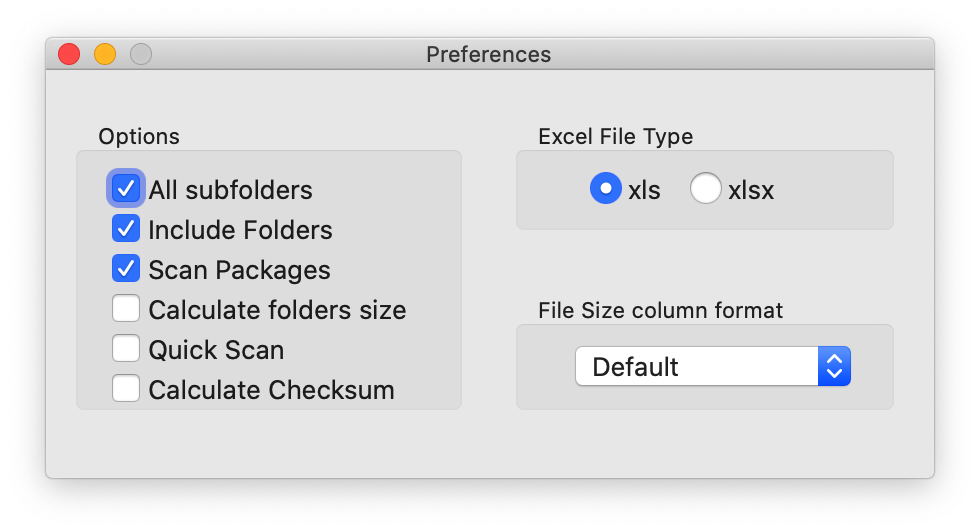 Preferences
Options
All subfolders
Include Folders
Scan Packages
Calculate folders size
Quick Scan
Calculate Checksum
Excel File Type
xls xlsx
File Size column format
Default